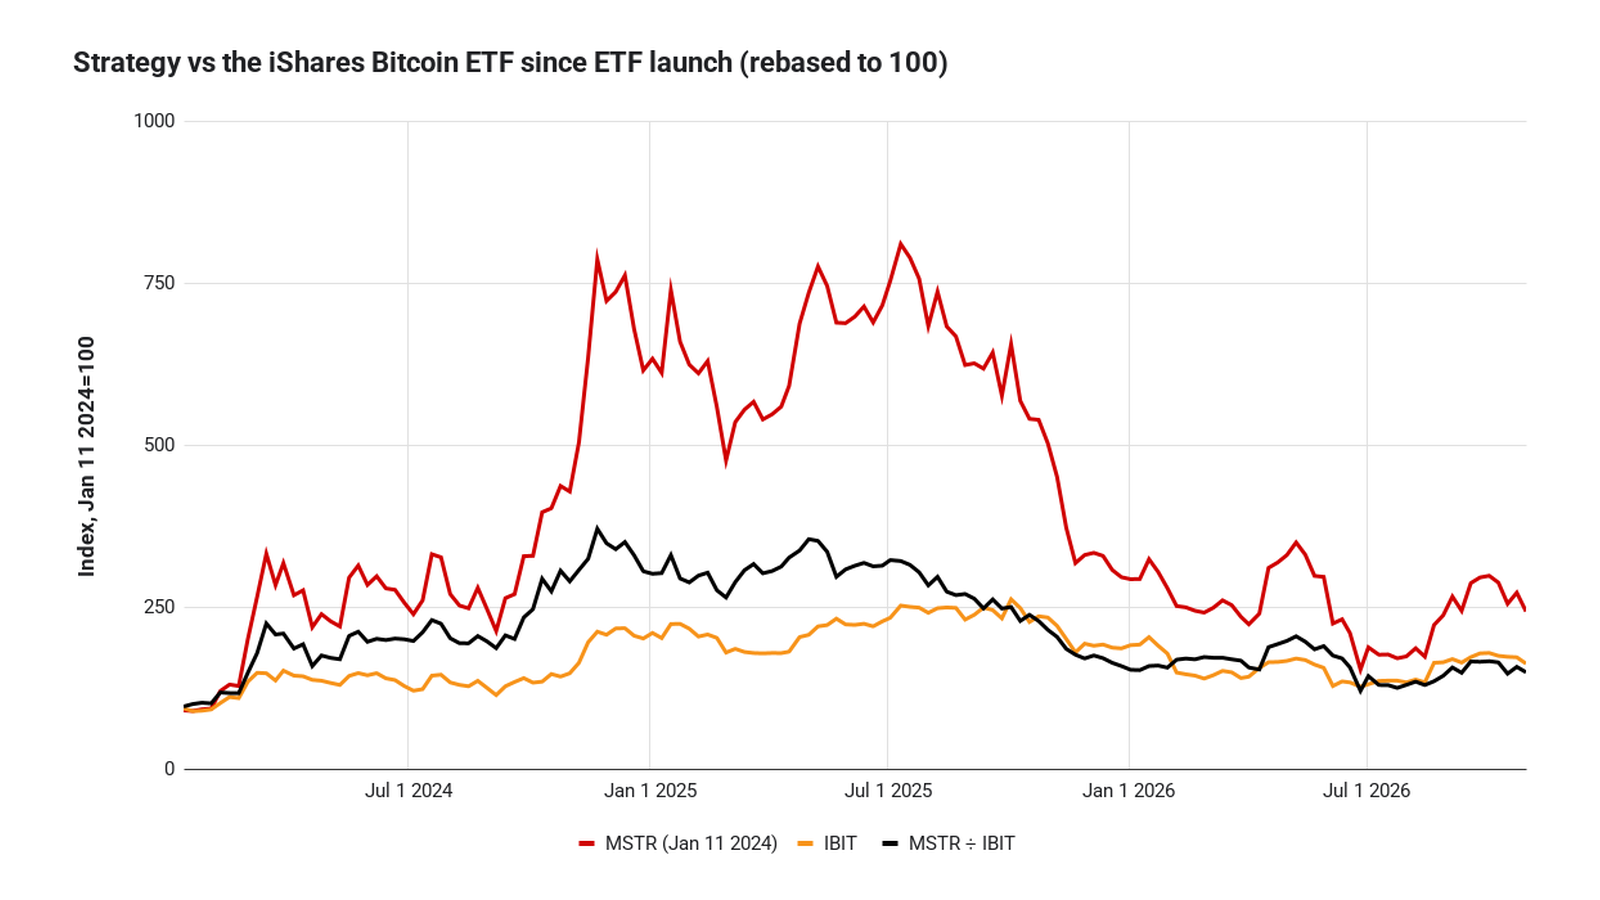 Strategy vs the iShares Bitcoin ETF since ETF launch (rebased to 100)
Index, Jan 11 2024=100
1000
750
500
250
0
Jul 1 2024 Jan 1 2025 Jul 1 2025 Jan 1 2026 Jul 1 2026
MSTR (Jan 11 2024) IBIT MSTR ÷ IBIT